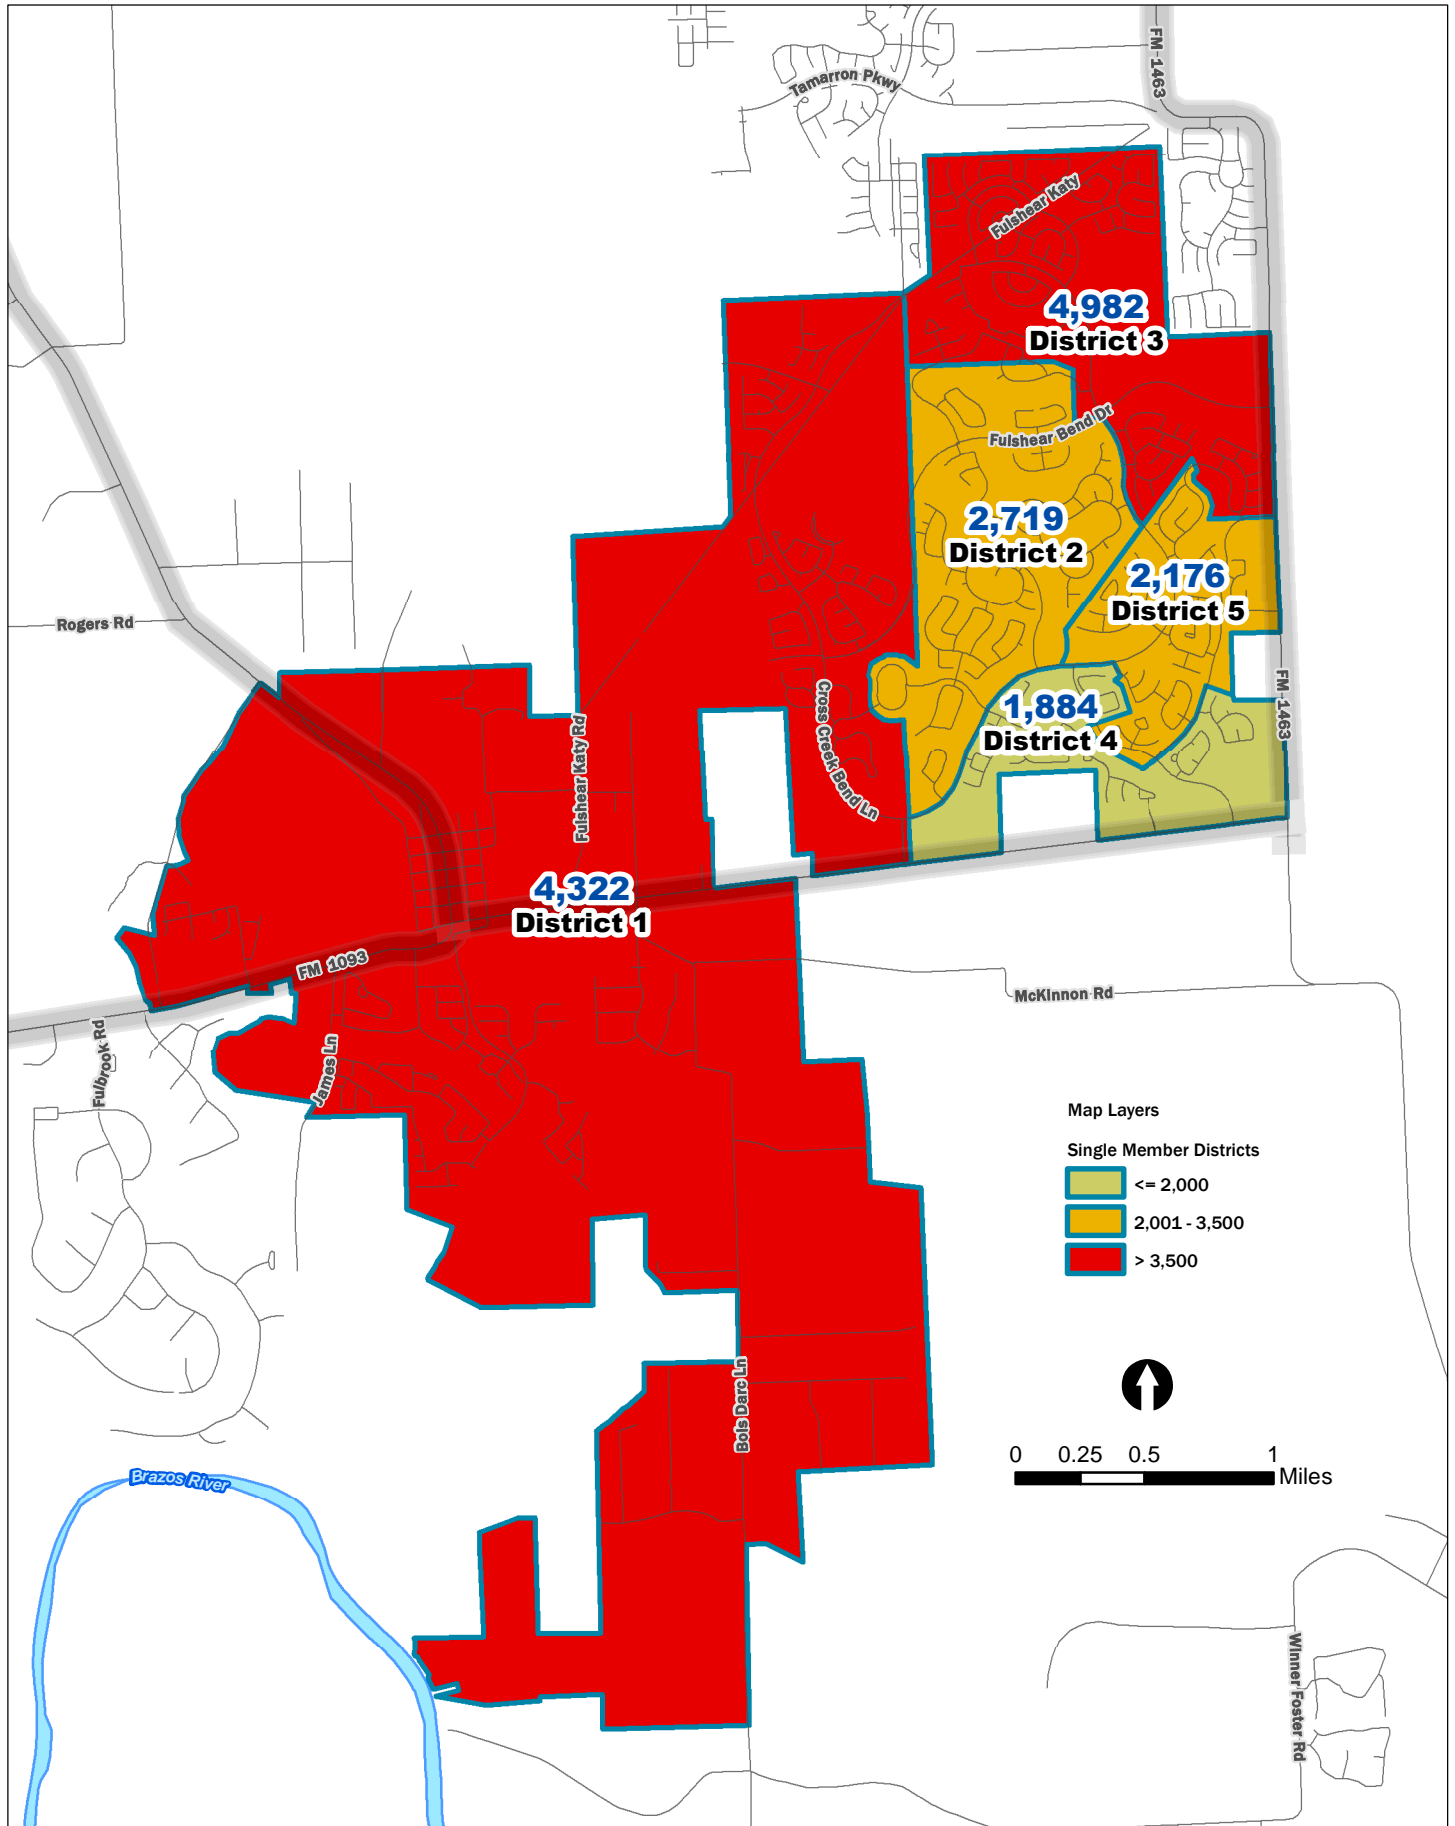 FM 1463
Tamarron Pkwy
Fulshear Katy
4,982
District 3
Fulshear Bend Dr
2,719
District 2
2,176
District 5
Rogers Rd
1,884
District 4
FM 1463
Cross Creek Bend Ln
Fulshear Katy Rd
4,322
District 1
FM 1093
McKinnon Rd
Fulbrook Rd
James Ln
Map Layers
Single Member Districts
<= 2,000
2,001 - 3,500
> 3,500
Bois Darc Ln
0 0.25 0.5 1
Miles
Brazos River
Winner Foster Rd